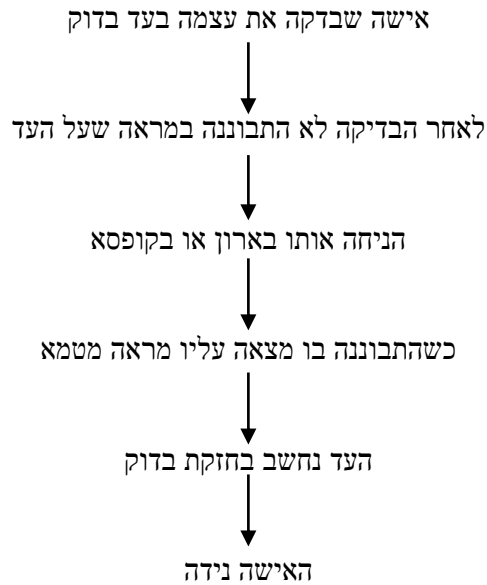 אישה שבדקה את עצמה בעד בדוק
לאחר הבדיקה לא התבוננה במראה שעל העד
הניחה אותו בארון או בקופסא
כשהתבוננה בו מצאה עליו מראה מטמא
העד נחשב בחזקת בדוק
האישה נידה